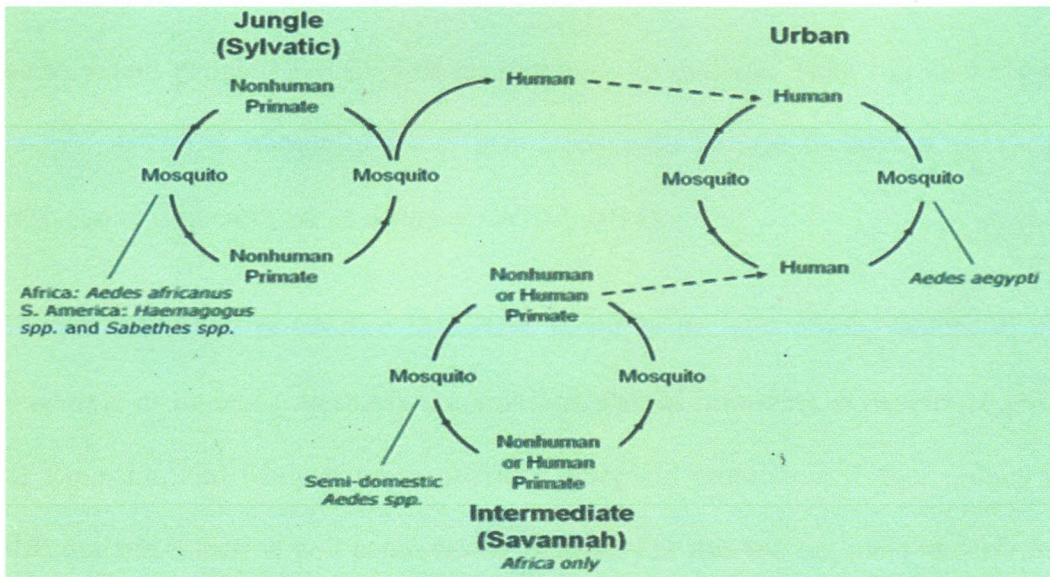 Jungle
(Sylvatic)
Urban
Nonhuman
Primate
Human
Human
Mosquito
Mosquito
Mosquito
Mosquito
Nonhuman
Primate
Human
Aedes aegypti
Africa: Aedes africanus
S. America: Haemagogus
spp. and Sabethes spp.
Nonhuman
or Human
Primate
Mosquito
Mosquito
Nonhuman
or Human
Primate
Semi-domestic
Aedes spp.
Intermediate
(Savannah)
Africa only